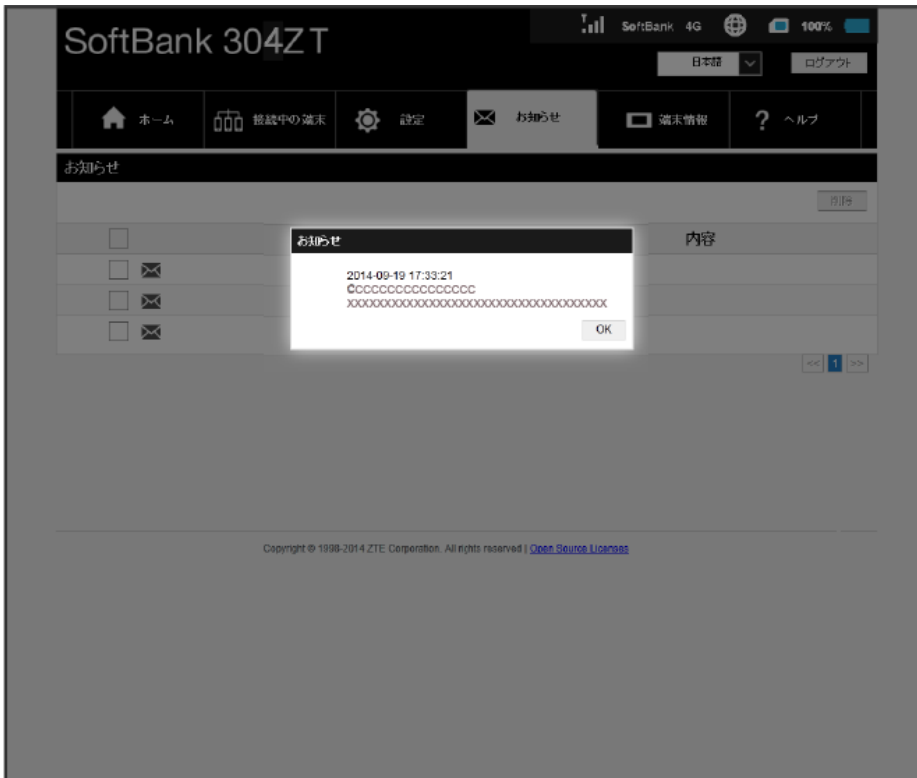 SoftBank 304ZT
SoftBank 4G 100%
日本語 ログアウト
ホーム 接続中の端末 設定 お知らせ 端末情報 ? ヘルプ
お知らせ
削除
内容
お知らせ
2014-09-19 17:33:21
CCCCCCCCCCCCCCCC
XXXXXXXXXXXXXXXXXXXXXXXXXXXXXXXXXXX
OK
<< 1 >>
Copyright © 1998-2014 ZTE Corporation. All rights reserved | Open Source Licenses